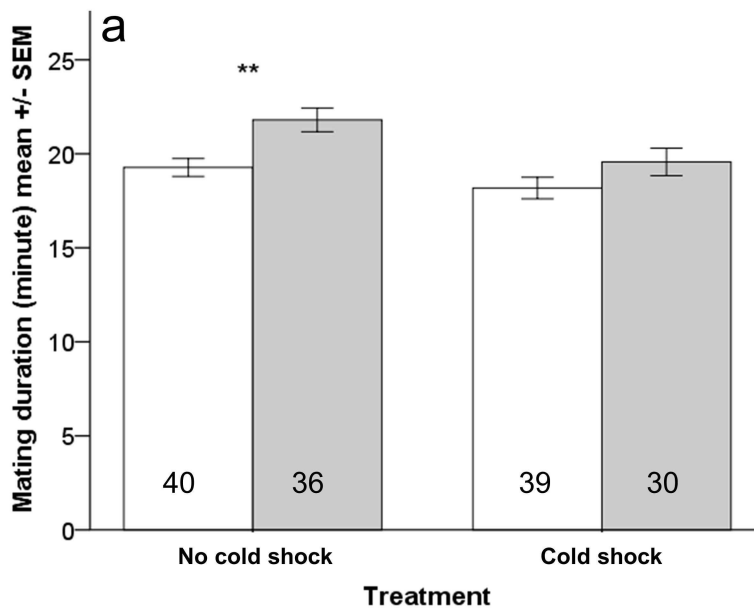 a
Mating duration (minute) mean +/- SEM
25
20
15
10
5
0
**
40
36
39
30
No cold shock
Cold shock
Treatment